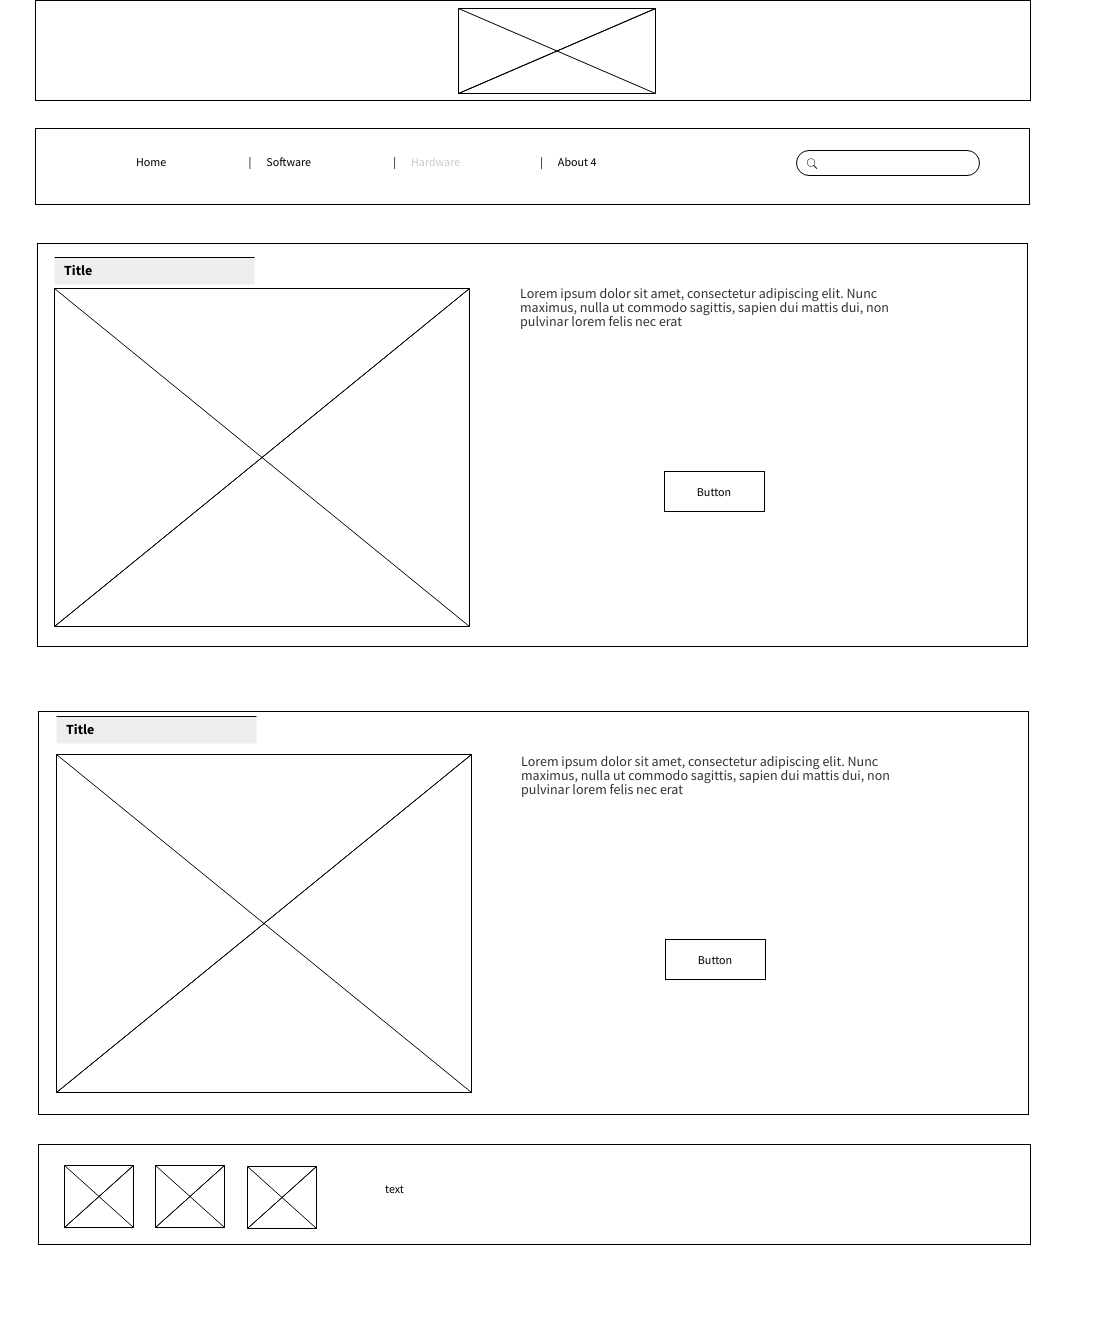 Home | Software | Hardware | About 4
Title
Lorem ipsum dolor sit amet, consectetur adipiscing elit. Nunc
maximus, nulla ut commodo sagittis, sapien dui mattis dui, non
pulvinar lorem felis nec erat
Button
Title
Lorem ipsum dolor sit amet, consectetur adipiscing elit. Nunc
maximus, nulla ut commodo sagittis, sapien dui mattis dui, non
pulvinar lorem felis nec erat
Button
text